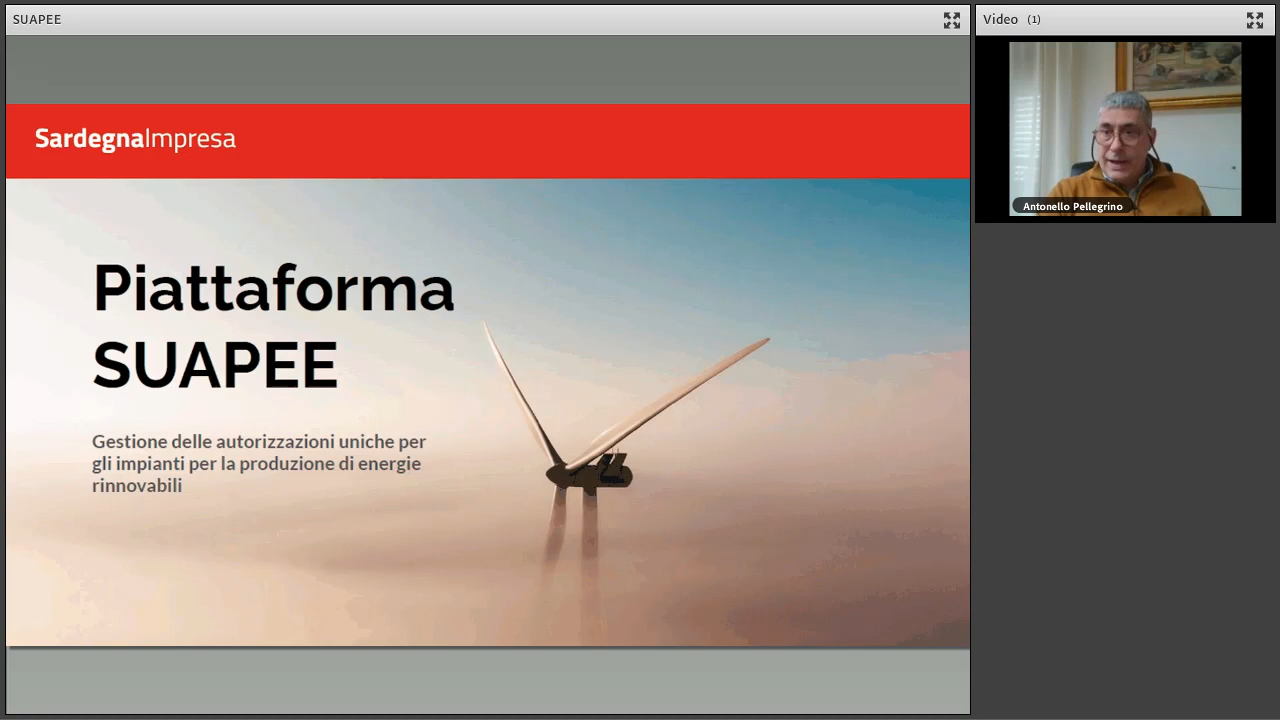 SUAPEE
Video (1)
SardegnaImpresa
Antonello Pellegrino
Piattaforma
SUAPEE
Gestione delle autorizzazioni uniche per
gli impianti per la produzione di energie
rinnovabili